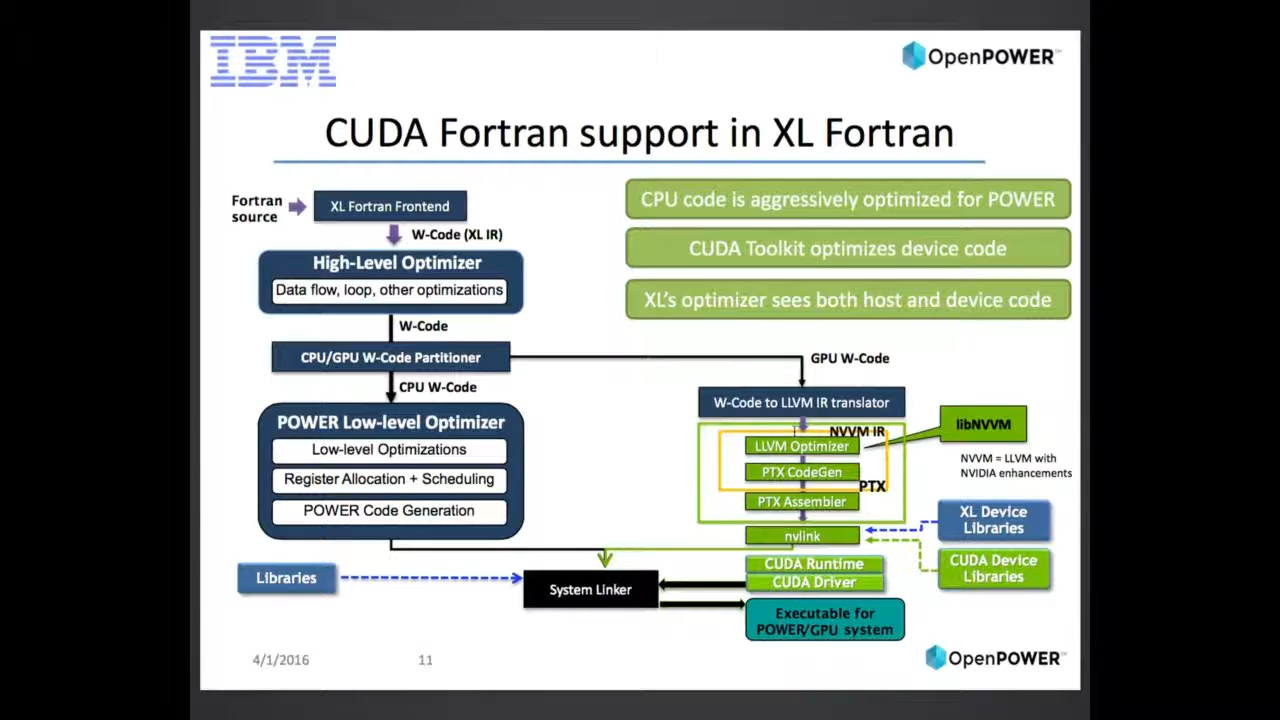 IBM
OpenPOWER™
CUDA Fortran support in XL Fortran
Fortran
source
XL Fortran Frontend
W-Code (XL IR)
High-Level Optimizer
Data flow, loop, other optimizations
W-Code
CPU/GPU W-Code Partitioner
CPU W-Code
POWER Low-level Optimizer
Low-level Optimizations
Register Allocation + Scheduling
POWER Code Generation
CPU code is aggressively optimized for POWER
CUDA Toolkit optimizes device code
XL's optimizer sees both host and device code
GPU W-Code
W-Code to LLVM IR translator
NVVM IR
LLVM Optimizer
PTX CodeGen
PTX
PTX Assembler
nvlink
libNVVM
NVVM = LLVM with
NVIDIA enhancements
XL Device
Libraries
CUDA Device
Libraries
CUDA Runtime
CUDA Driver
Libraries
System Linker
Executable for
POWER/GPU system
4/1/2016
11
OpenPOWER™